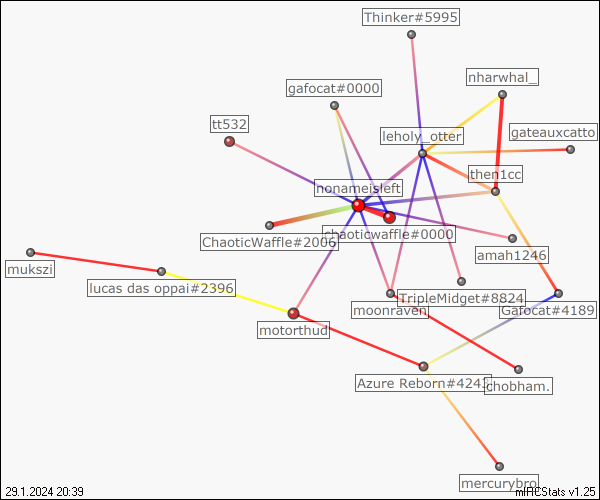 Thinker#5995
nharwhal_
gafocat#0000
tt532
leholy_otter
gateauxcatto
then1cc
nonameisleft
chaoticwaffle#0000
ChaoticWaffle#2006
amah1246
mukszi
lucas das oppai#2396
TripleMidget#8824
moonraven
Gafocat#4189
motorthud
Azure Reborn#4243
chobham.
mercurybro
29.1.2024 20:39
mIRCStats v1.25